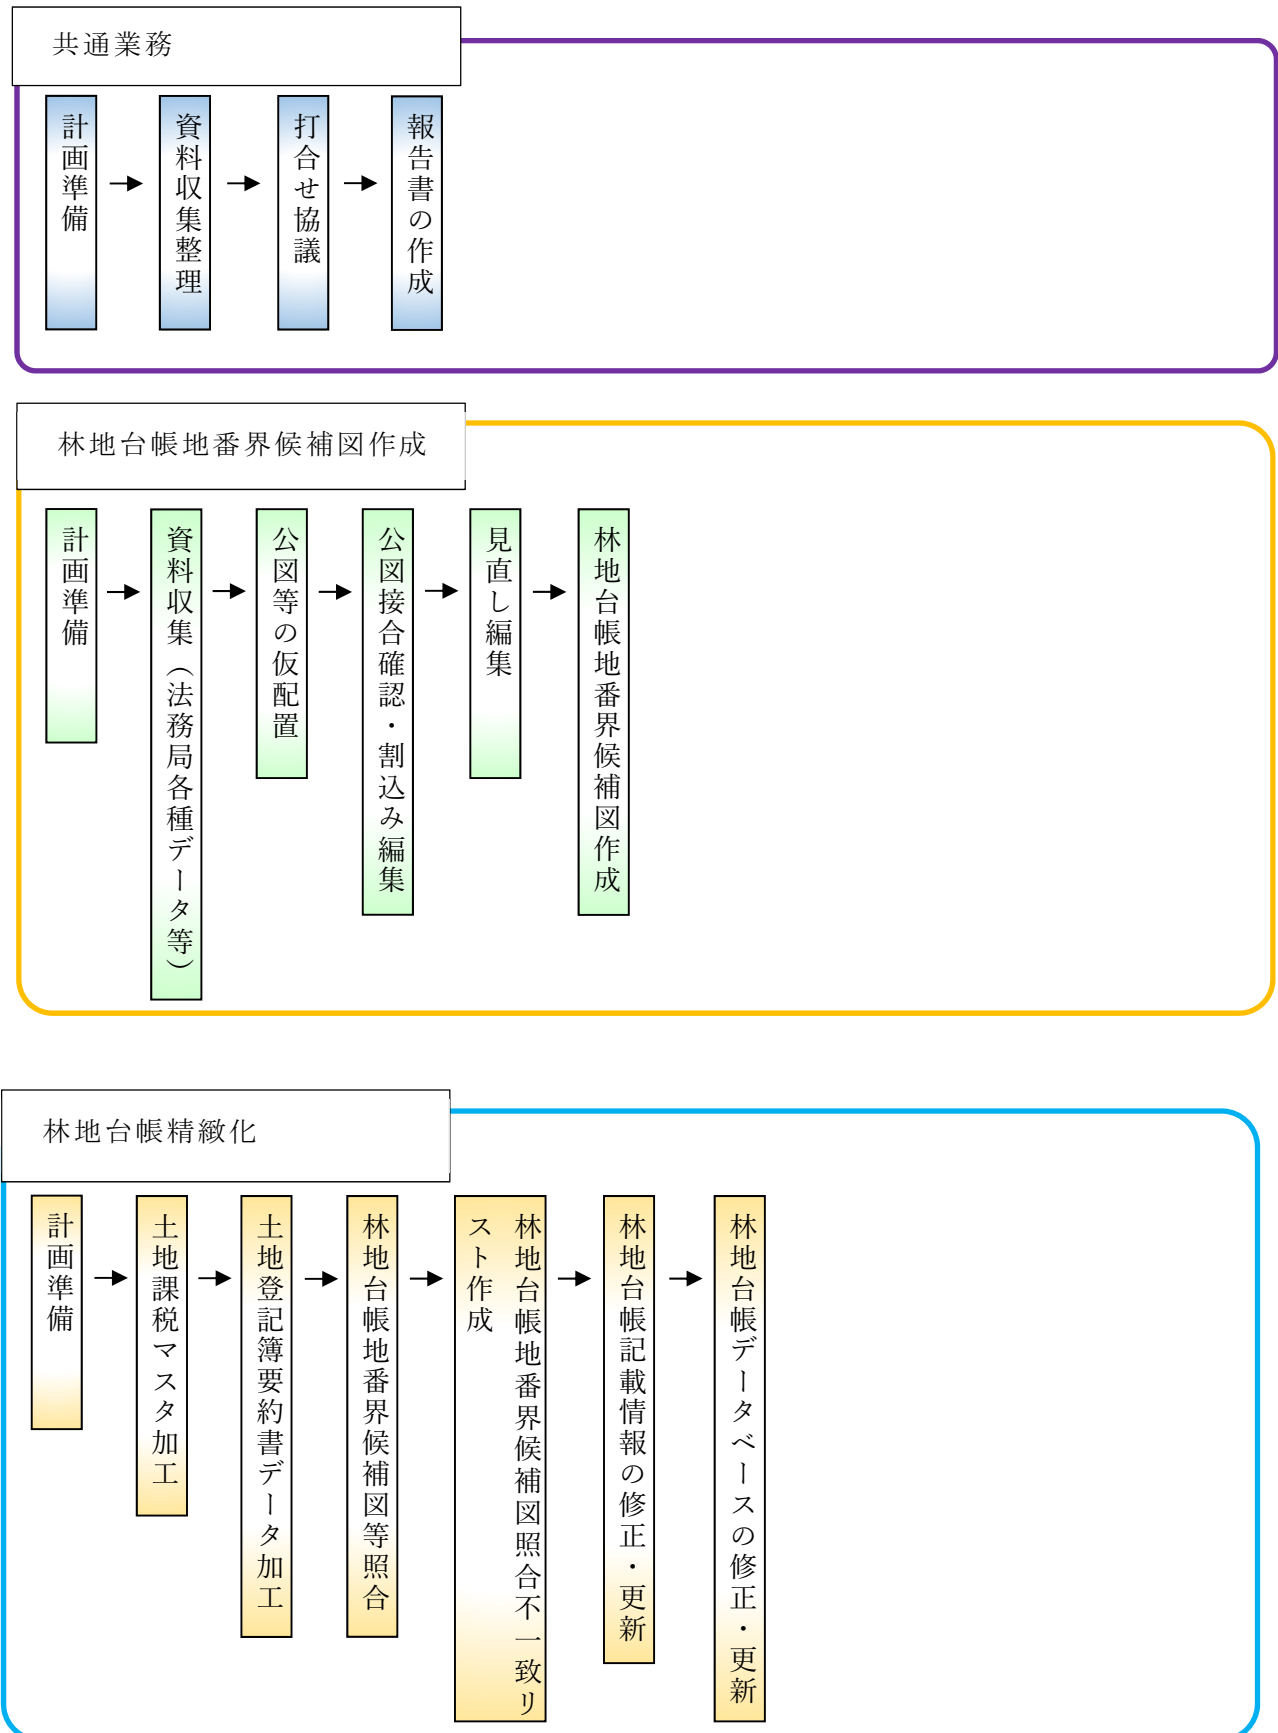 共通業務
計画準備
資料収集整理
打合せ協議
報告書の作成
林地台帳地番界候補図作成
計画準備
資料収集（法務局各種データ等）
公図等の仮配置
公図接合確認・割込み編集
見直し編集
林地台帳地番界候補図作成
林地台帳精緻化
計画準備
土地課税マスタ加工
土地登記簿要約書データ加工
林地台帳地番界候補図等照合
林地台帳地番界候補図照合不一致リ
スト作成
林地台帳記載情報の修正・更新
林地台帳データベースの修正・更新